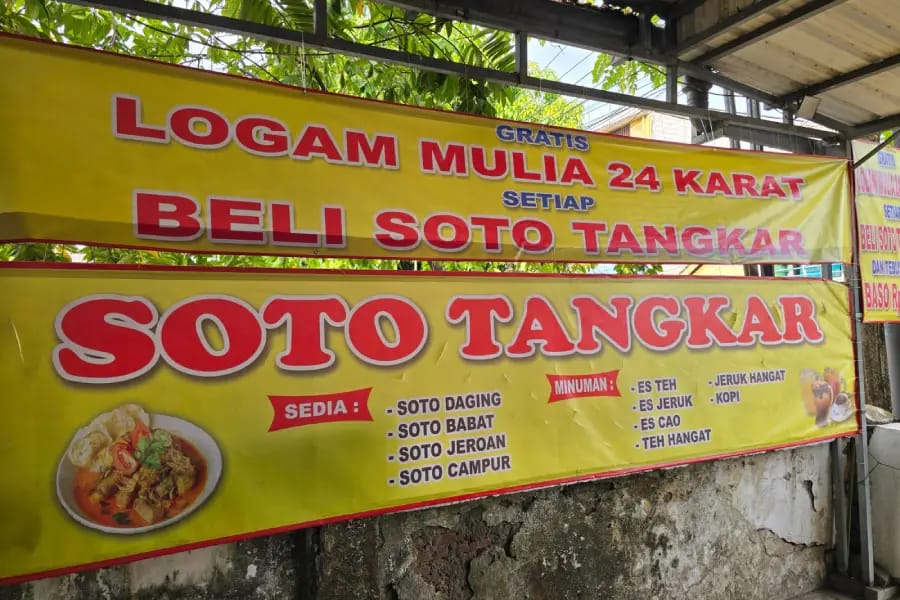 GRATIS
LOGAM MULIA 24 KARAT
SETIAP
BELI SOTO TANGKAR
SOTO TANGKAR
SEDIA :
- SOTO DAGING
- SOTO BABAT
- SOTO JEROAN
- SOTO CAMPUR
MINUMAN :
- ES TEH
- ES JERUK
- ES CAO
- TEH HANGAT
- JERUK HANGAT
- KOPI
GRATIS
BELI SOTO
BASO